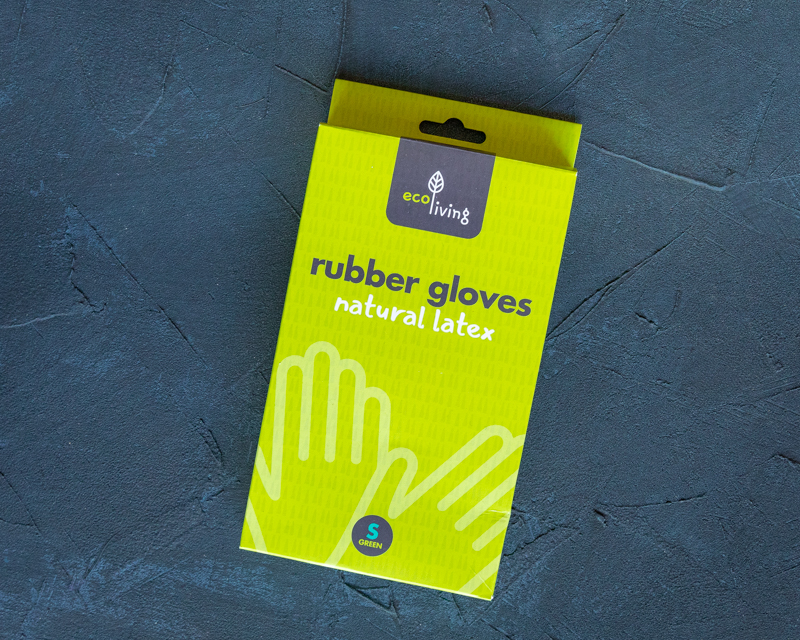 eco living
rubber gloves
natural latex
S
GREEN